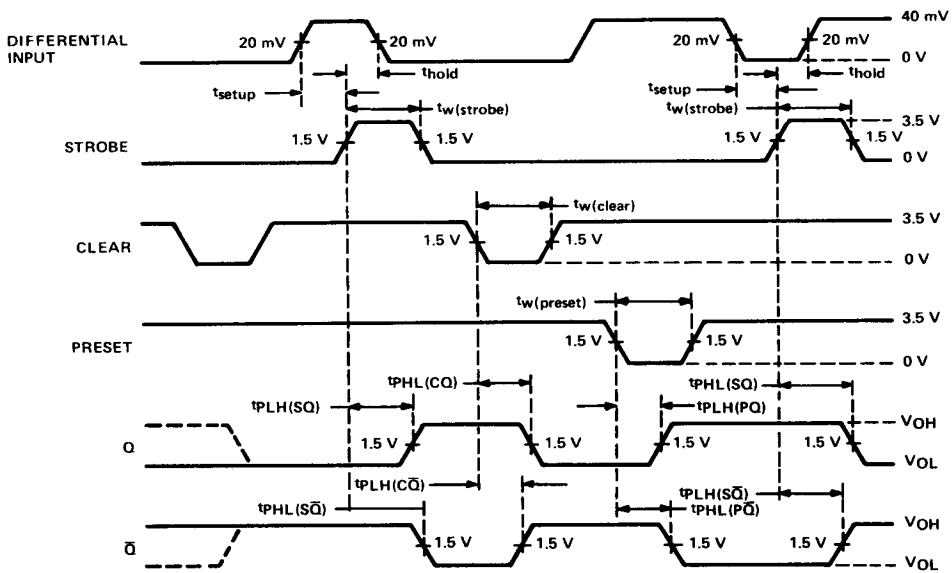 40 mV
DIFFERENTIAL
INPUT
20 mV 20 mV 20 mV 20 mV
0 V
thold thold
tsetup tsetup
tw(strobe) tw(strobe)
3.5 V
STROBE
1.5 V 1.5 V 1.5 V 1.5 V
0 V
tw(clear)
3.5 V
CLEAR
1.5 V 1.5 V
0 V
tw(preset)
3.5 V
PRESET
1.5 V 1.5 V
0 V
tPHL(CQ) tPHL(SQ)
tPLH(SQ) tPLH(PQ)
VOH
Q
1.5 V 1.5 V 1.5 V 1.5 V
VOL
tPLH(CQ̄) tPLH(SQ̄)
tPHL(SQ̄) tPHL(PQ̄)
VOH
Q̄
1.5 V 1.5 V 1.5 V 1.5 V
VOL